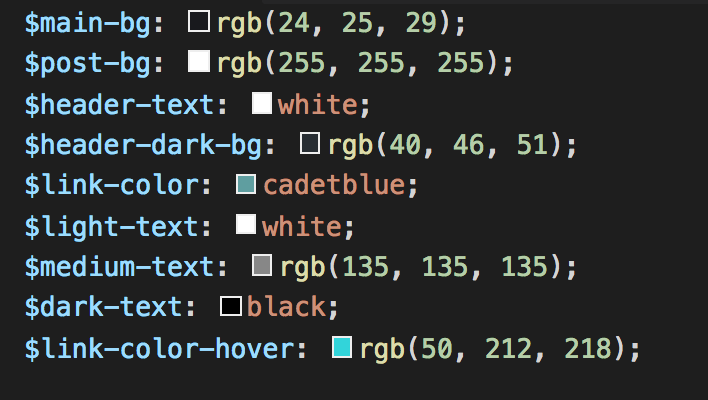 $main-bg: rgb(24, 25, 29);
$post-bg: rgb(255, 255, 255);
$header-text: white;
$header-dark-bg: rgb(40, 46, 51);
$link-color: cadetblue;
$light-text: white;
$medium-text: rgb(135, 135, 135);
$dark-text: black;
$link-color-hover: rgb(50, 212, 218);